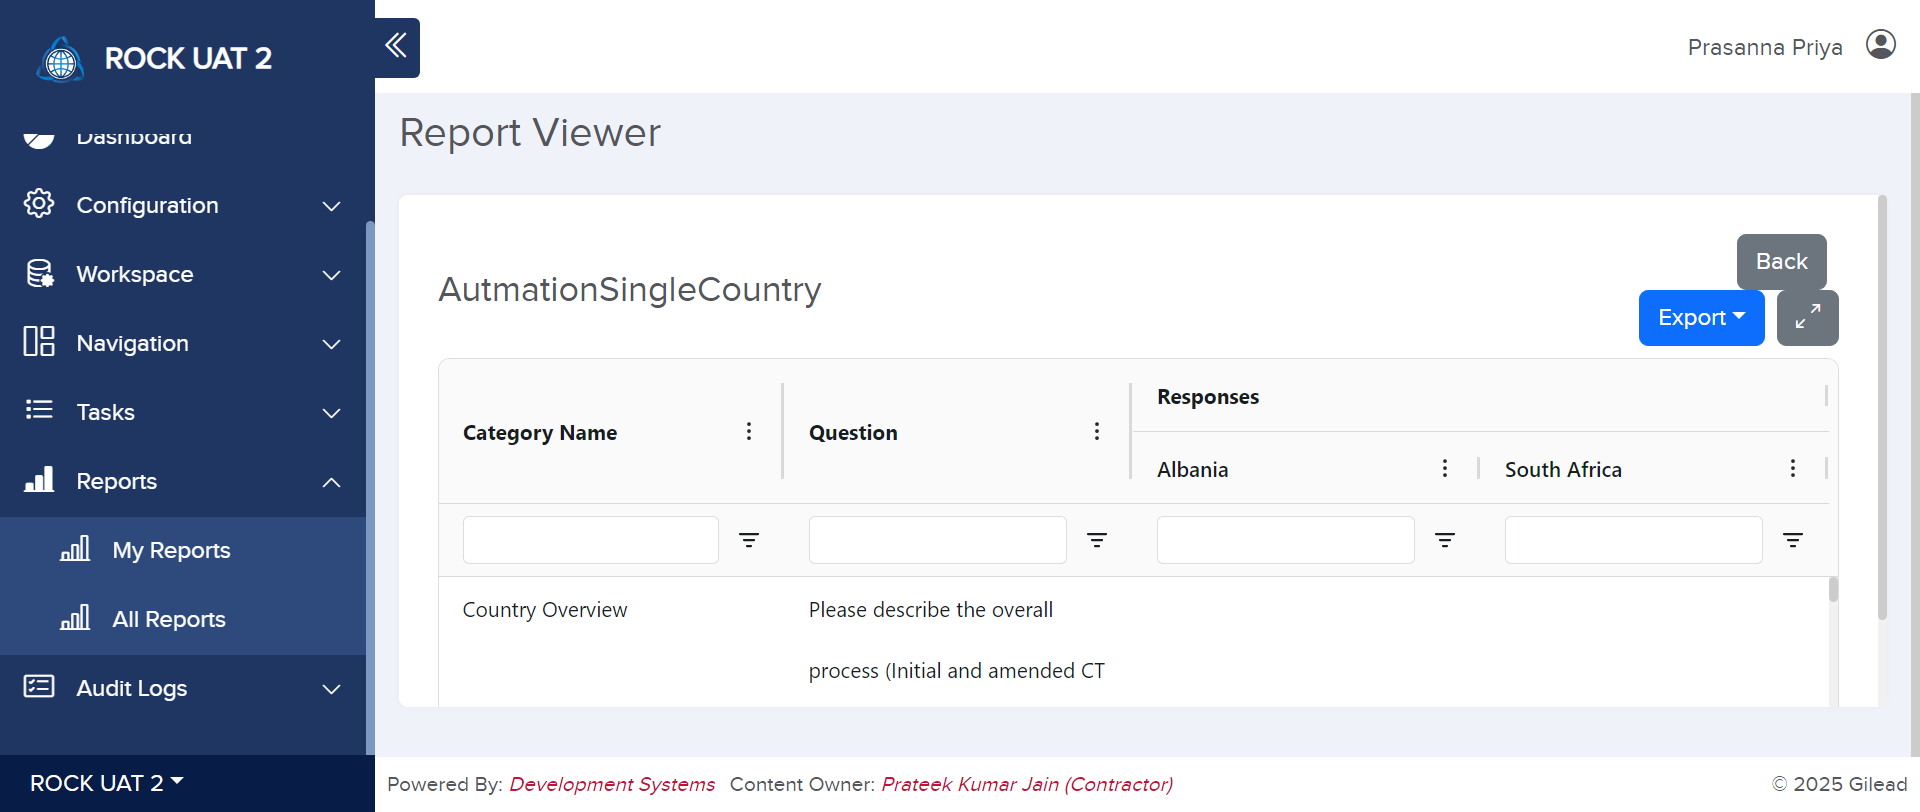 ROCK UAT 2
Prasanna Priya
Dashboard
Configuration
Workspace
Navigation
Tasks
Reports
My Reports
All Reports
Audit Logs
ROCK UAT 2
Report Viewer
Back
AutmationSingleCountry
Export
Responses
Category Name
Question
Albania
South Africa
Country Overview
Please describe the overall
process (Initial and amended CT
Powered By: Development Systems Content Owner: Prateek Kumar Jain (Contractor)
© 2025 Gilead